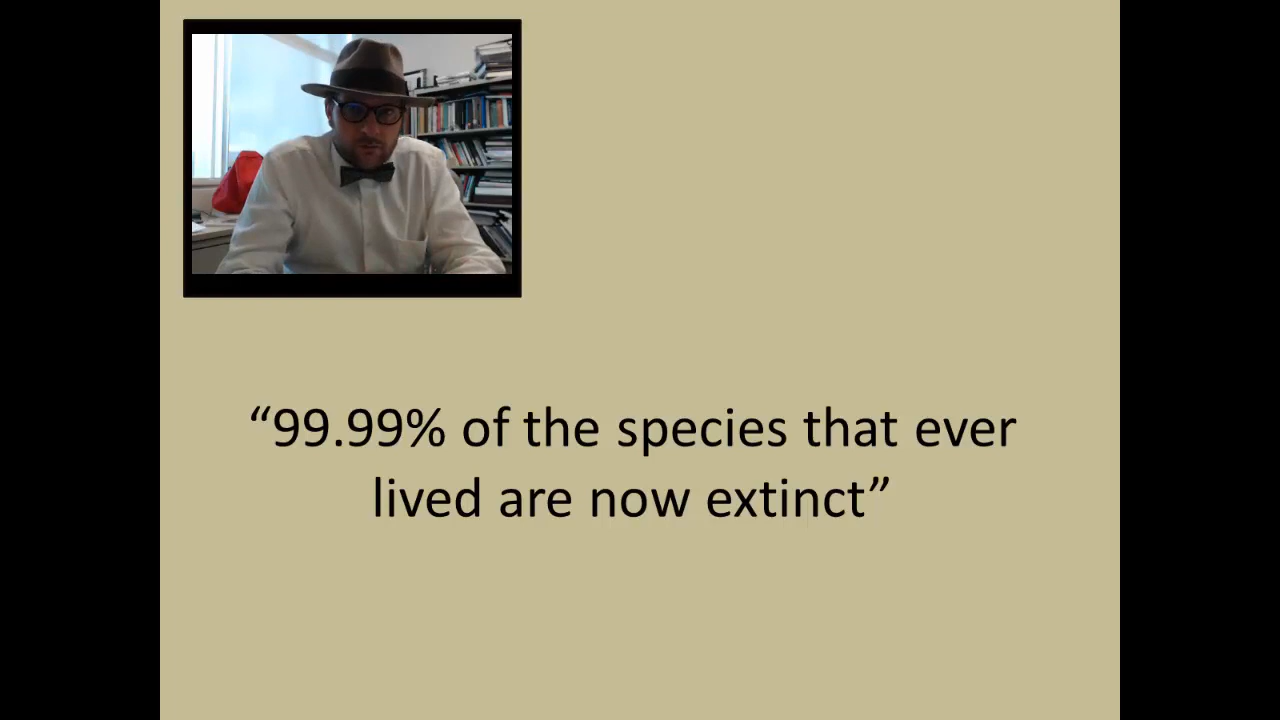 “99.99% of the species that ever
lived are now extinct”